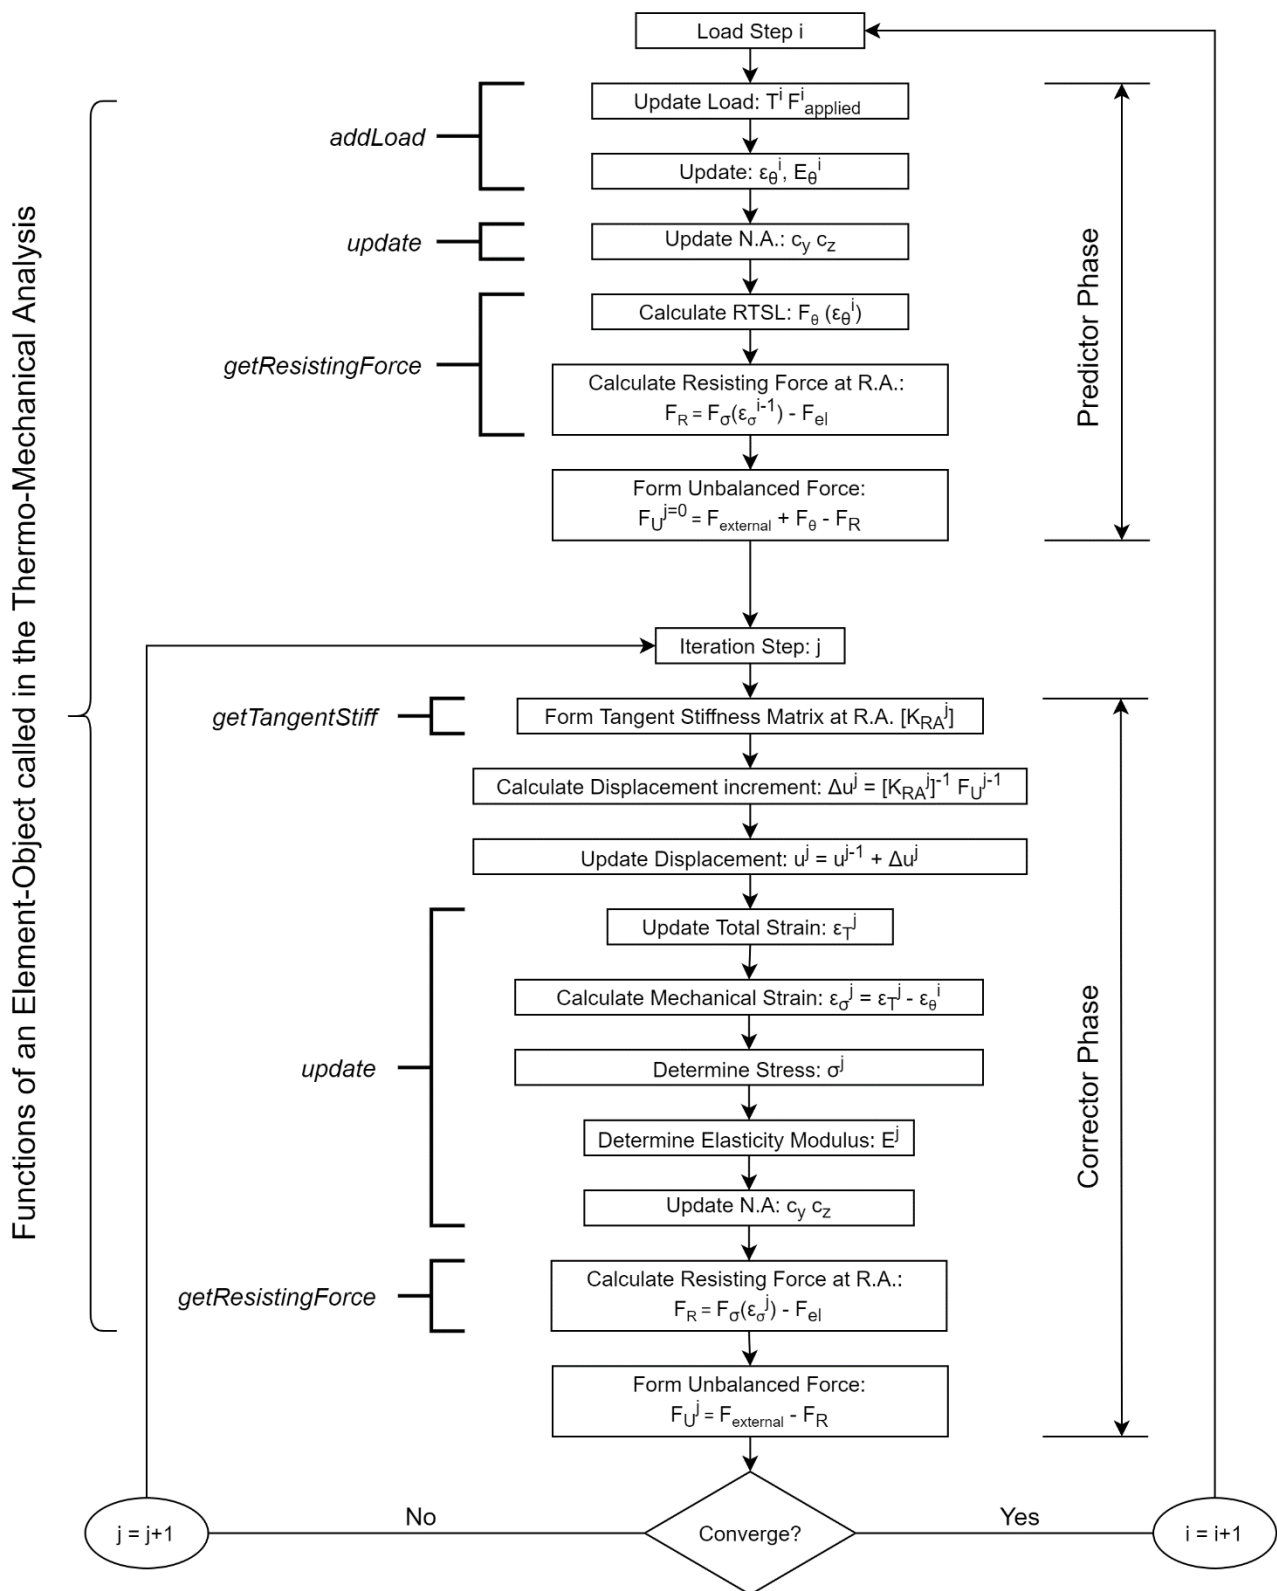 Functions of an Element-Object called in the Thermo-Mechanical Analysis
Load Step i
addLoad
Update Load: Tⁱ Fⁱ_applied
Update: ε_θⁱ, E_θⁱ
update
Update N.A.: c_y c_z
getResistingForce
Calculate RTSL: F_θ (ε_θⁱ)
Calculate Resisting Force at R.A.:
F_R = F_σ(ε_σ^i-1) - F_el
Form Unbalanced Force:
F_U^j=0 = F_external + F_θ - F_R
Predictor Phase
Iteration Step: j
getTangentStiff
Form Tangent Stiffness Matrix at R.A. [K_RA^j]
Calculate Displacement increment: Δu^j = [K_RA^j]^-1 F_U^j-1
Update Displacement: u^j = u^j-1 + Δu^j
update
Update Total Strain: ε_T^j
Calculate Mechanical Strain: ε_σ^j = ε_T^j - ε_θ^i
Determine Stress: σ^j
Determine Elasticity Modulus: E^j
Update N.A: c_y c_z
getResistingForce
Calculate Resisting Force at R.A.:
F_R = F_σ(ε_σ^j) - F_el
Form Unbalanced Force:
F_U^j = F_external - F_R
Corrector Phase
Converge?
No
Yes
j = j+1
i = i+1